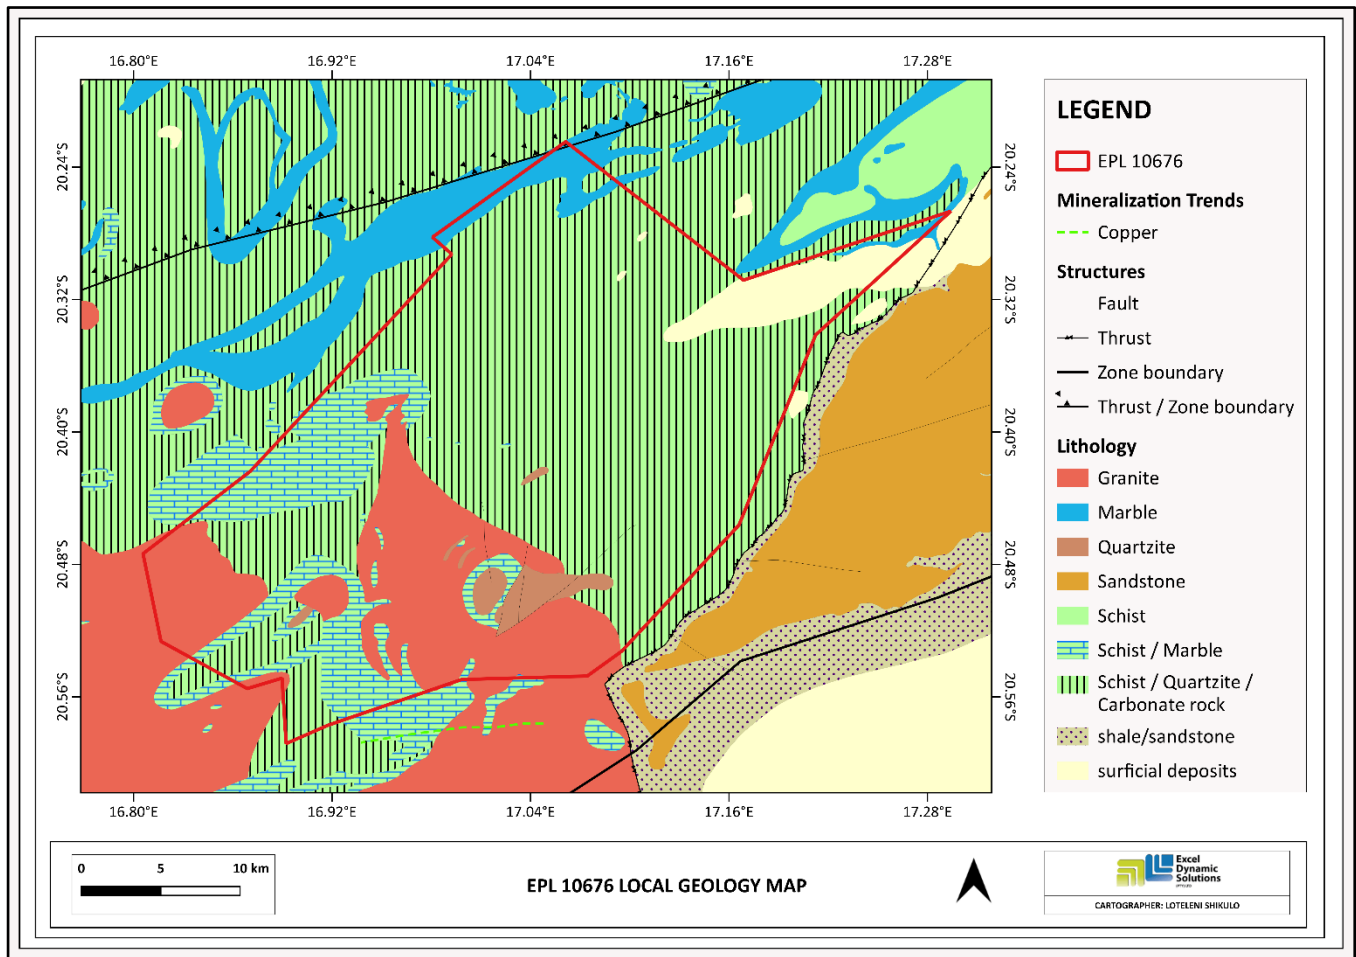 16.80°E 16.92°E 17.04°E 17.16°E 17.28°E
20.24°S 20.24°S
20.32°S 20.32°S
20.40°S 20.40°S
20.48°S 20.48°S
20.56°S 20.56°S
16.80°E 16.92°E 17.04°E 17.16°E 17.28°E
LEGEND
EPL 10676
Mineralization Trends
Copper
Structures
Fault
Thrust
Zone boundary
Thrust / Zone boundary
Lithology
Granite
Marble
Quartzite
Sandstone
Schist
Schist / Marble
Schist / Quartzite /
Carbonate rock
shale/sandstone
surficial deposits
0 5 10 km
EPL 10676 LOCAL GEOLOGY MAP
Excel
Dynamic
Solutions
CARTOGRAPHER: LOTELENI SHIKULO